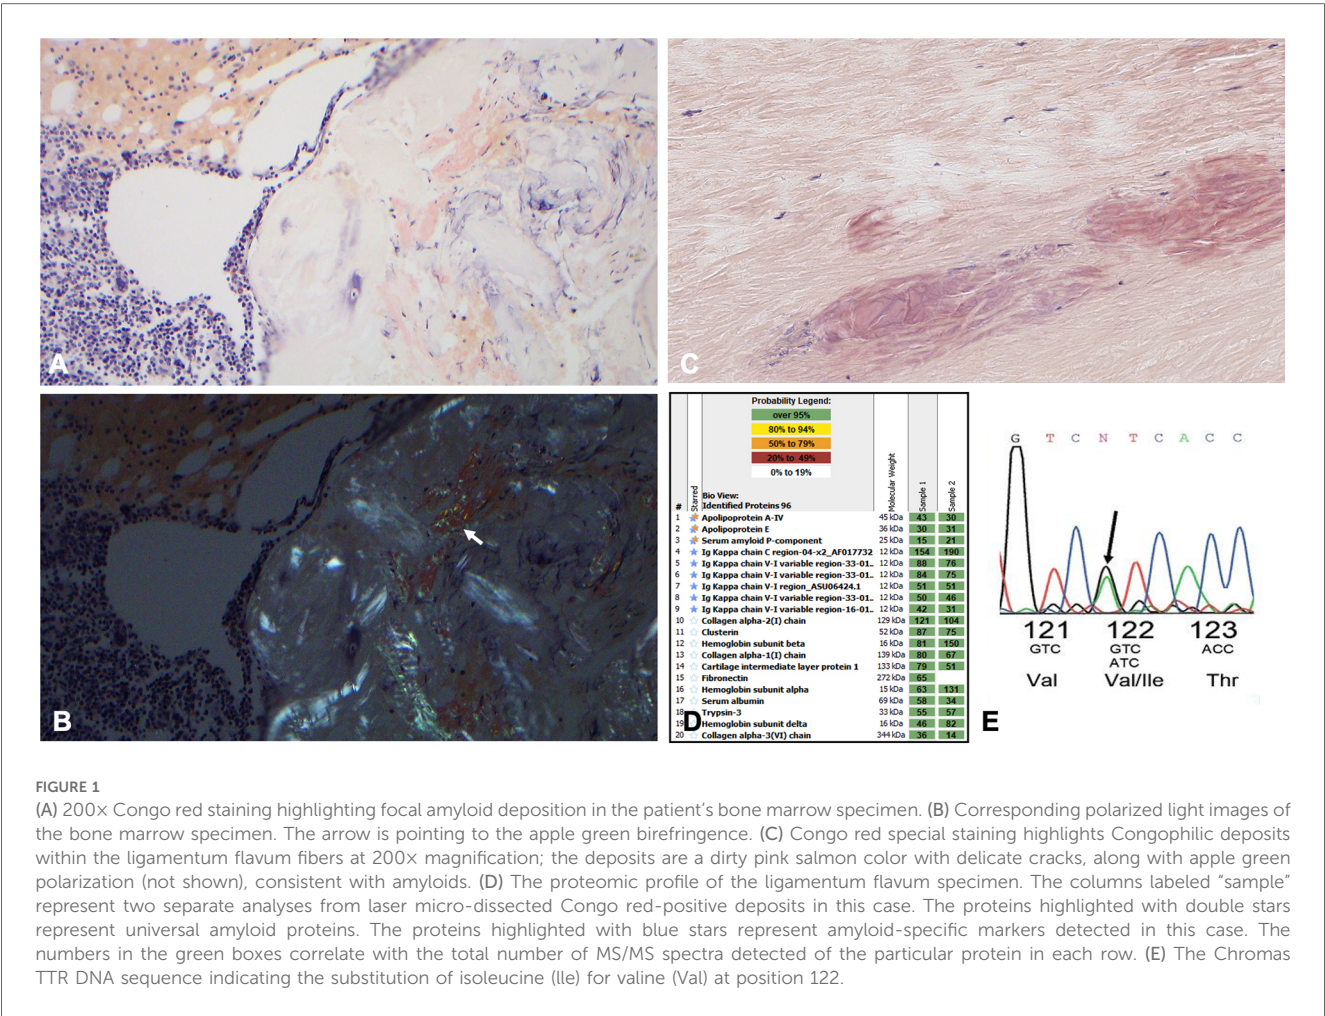 A
C
B
Probability Legend:
over 95%
80% to 94%
50% to 79%
20% to 49%
0% to 19%
# Starred Bio View: Molecular Weight Sample 1 Sample 2
Identified Proteins 96
1 Apolipoprotein A-IV 45 kDa 43 30
2 Apolipoprotein E 36 kDa 30 31
3 Serum amyloid P-component 25 kDa 15 21
4 Ig Kappa chain C region-04-x2_AF017732 12 kDa 154 190
5 Ig Kappa chain V-I variable region-33-01.. 12 kDa 88 76
6 Ig Kappa chain V-I variable region-33-01.. 12 kDa 84 75
7 Ig Kappa chain V-I region_ASU06424.1 12 kDa 51 51
8 Ig Kappa chain V-I variable region-33-01.. 12 kDa 50 46
9 Ig Kappa chain V-I variable region-16-01.. 12 kDa 42 31
10 Collagen alpha-2(I) chain 129 kDa 121 104
11 Clusterin 52 kDa 87 75
12 Hemoglobin subunit beta 16 kDa 81 150
13 Collagen alpha-1(I) chain 139 kDa 80 67
14 Cartilage intermediate layer protein 1 133 kDa 79 51
15 Fibronectin 272 kDa 65
16 Hemoglobin subunit alpha 15 kDa 63 131
17 Serum albumin 69 kDa 58 34
18 Trypsin-3 33 kDa 55 57
19 Hemoglobin subunit delta 16 kDa 46 82
20 Collagen alpha-3(VI) chain 344 kDa 36 14
D
G T C N T C A C C
121 122 123
GTC GTC ACC
ATC
Val Val/Ile Thr
E
FIGURE 1
(A) 200× Congo red staining highlighting focal amyloid deposition in the patient's bone marrow specimen. (B) Corresponding polarized light images of
the bone marrow specimen. The arrow is pointing to the apple green birefringence. (C) Congo red special staining highlights Congophilic deposits
within the ligamentum flavum fibers at 200× magnification; the deposits are a dirty pink salmon color with delicate cracks, along with apple green
polarization (not shown), consistent with amyloids. (D) The proteomic profile of the ligamentum flavum specimen. The columns labeled "sample"
represent two separate analyses from laser micro-dissected Congo red-positive deposits in this case. The proteins highlighted with double stars
represent universal amyloid proteins. The proteins highlighted with blue stars represent amyloid-specific markers detected in this case. The
numbers in the green boxes correlate with the total number of MS/MS spectra detected of the particular protein in each row. (E) The Chromas
TTR DNA sequence indicating the substitution of isoleucine (lle) for valine (Val) at position 122.